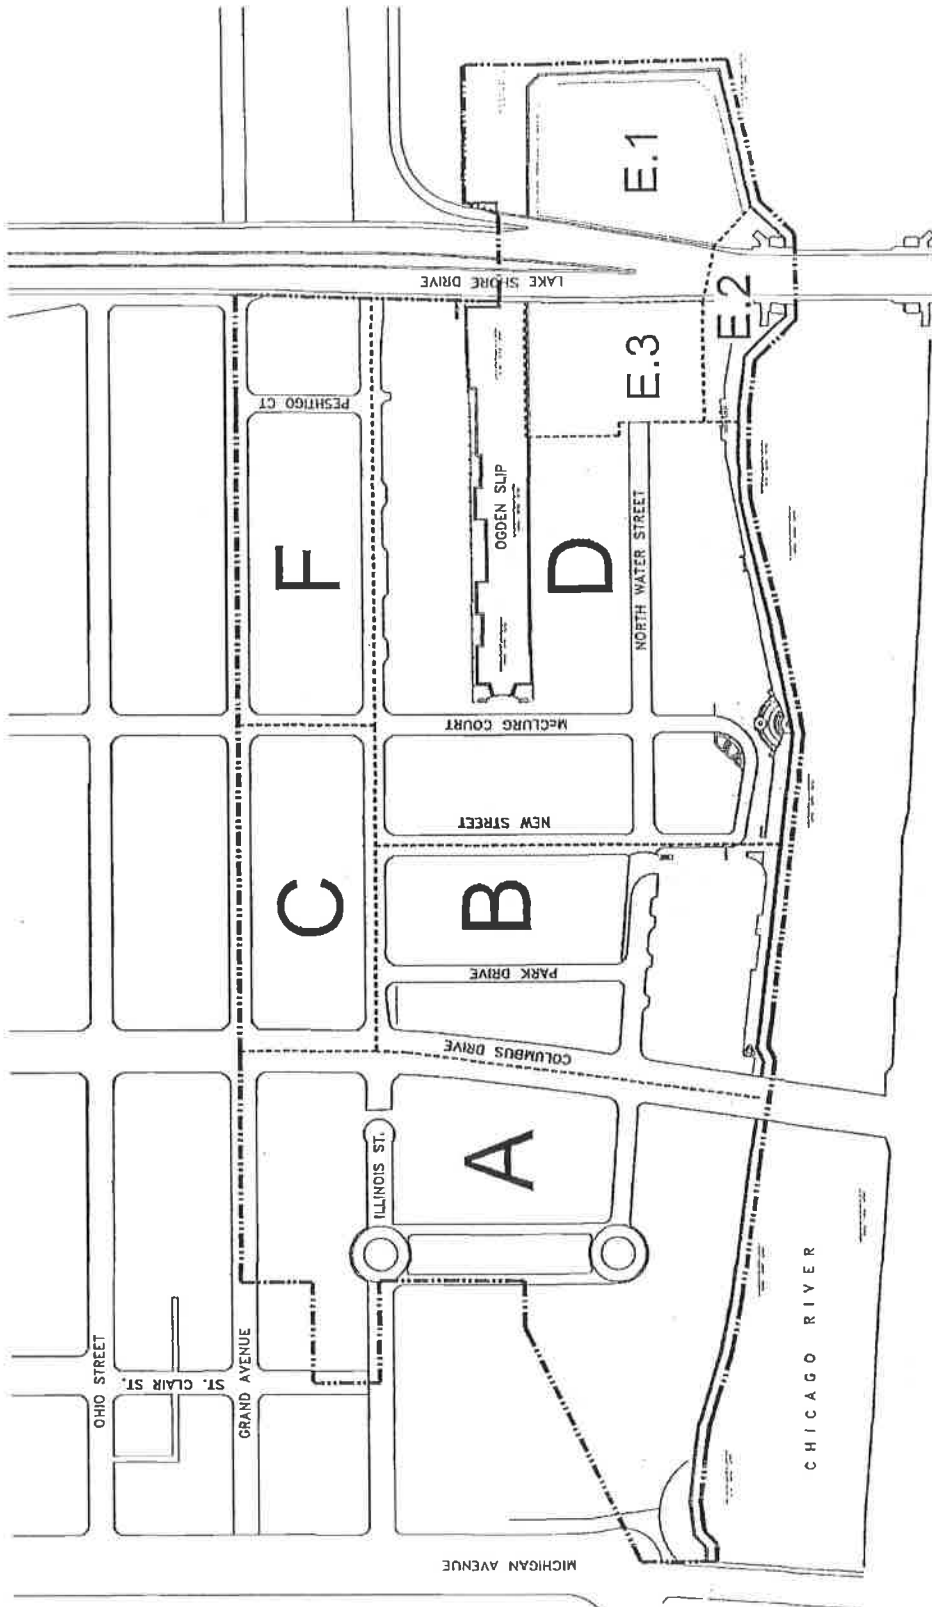 OHIO STREET
ST. CLAIR ST.
GRAND AVENUE
MICHIGAN AVENUE
ILLINOIS ST.
A
COLUMBUS DRIVE
CHICAGO RIVER
C
B
PARK DRIVE
NEW STREET
McCLURG COURT
F
PESHTIGO CT
OGDEN SLIP
D
NORTH WATER STREET
LAKE SHORE DRIVE
E.3
E.2
E.1